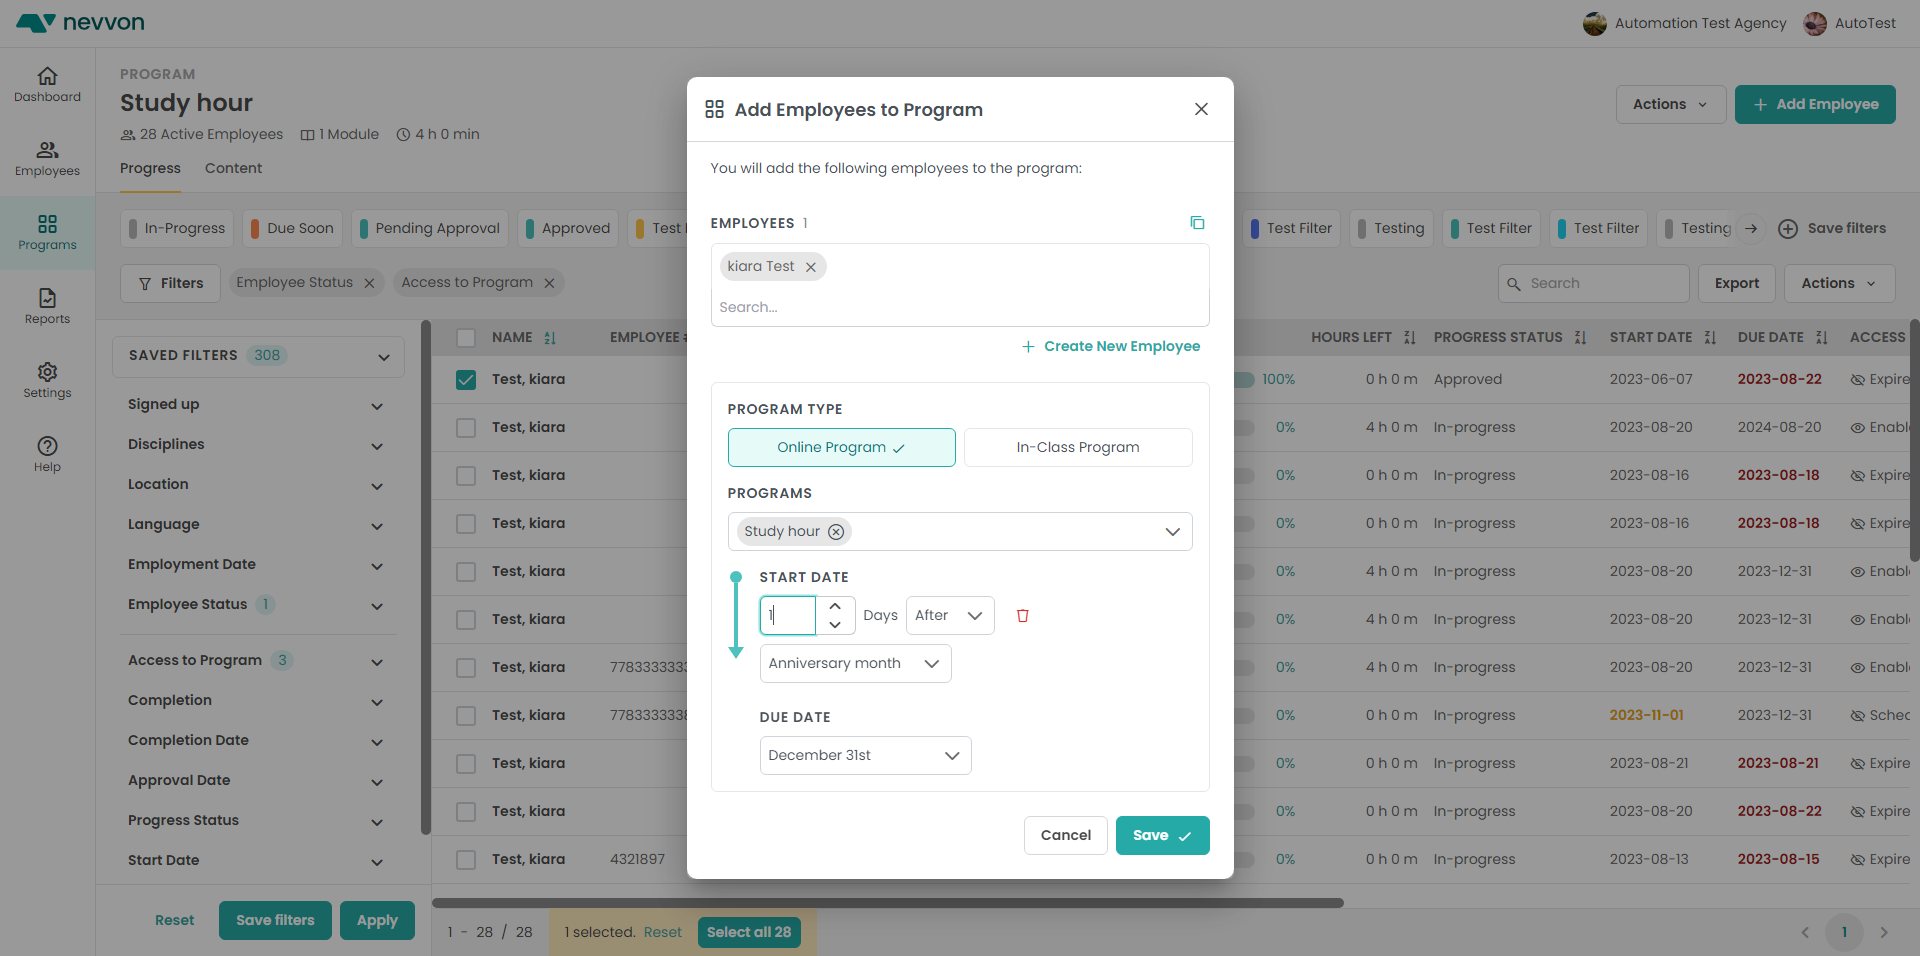 nevvon
Automation Test Agency
AutoTest
Dashboard
Employees
Programs
Reports
Settings
Help
PROGRAM
Study hour
28 Active Employees
1 Module
4 h 0 min
Progress
Content
Actions
Add Employee
In-Progress
Due Soon
Pending Approval
Approved
Test
Test Filter
Testing
Test Filter
Test Filter
Testing
Save filters
Filters
Employee Status
Access to Program
Search
Export
Actions
SAVED FILTERS 308
Signed up
Disciplines
Location
Language
Employment Date
Employee Status 1
Access to Program 3
Completion
Completion Date
Approval Date
Progress Status
Start Date
Reset
Save filters
Apply
NAME EMPLOYEE HOURS LEFT PROGRESS STATUS START DATE DUE DATE ACCESS
Test, kiara 100% 0 h 0 m Approved 2023-06-07 2023-08-22 Expire
Test, kiara 0% 4 h 0 m In-progress 2023-08-20 2024-08-20 Enabl
Test, kiara 0% 4 h 0 m In-progress 2023-08-16 2023-08-18 Expire
Test, kiara 0% 4 h 0 m In-progress 2023-08-16 2023-08-18 Expire
Test, kiara 0% 4 h 0 m In-progress 2023-08-20 2023-12-31 Enabl
Test, kiara 0% 4 h 0 m In-progress 2023-08-20 2023-12-31 Enabl
Test, kiara 7783333333 0% 4 h 0 m In-progress 2023-08-20 2023-12-31 Enabl
Test, kiara 7783333338 0% 0 h 0 m In-progress 2023-11-01 2023-12-31 Sched
Test, kiara 0% 0 h 0 m In-progress 2023-08-21 2023-08-21 Expire
Test, kiara 0% 0 h 0 m In-progress 2023-08-20 2023-08-22 Expire
Test, kiara 4321897 0% 0 h 0 m In-progress 2023-08-13 2023-08-15 Expire
1 - 28 / 28
1 selected. Reset
Select all 28
1
Add Employees to Program
You will add the following employees to the program:
EMPLOYEES 1
kiara Test
Search...
Create New Employee
PROGRAM TYPE
Online Program
In-Class Program
PROGRAMS
Study hour
START DATE
1 Days After
Anniversary month
DUE DATE
December 31st
Cancel
Save